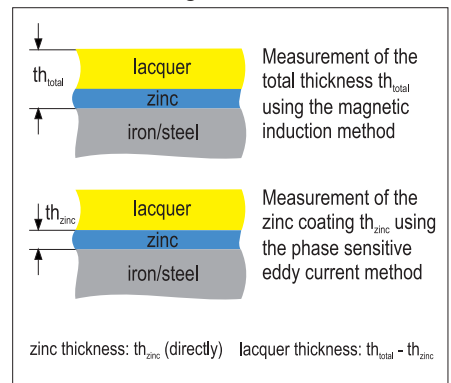 lacquer
zinc
iron/steel
th_total
Measurement of the
total thickness th_total
using the magnetic
induction method
lacquer
zinc
iron/steel
th_zinc
Measurement of the
zinc coating th_zinc using
the phase sensitive
eddy current method
zinc thickness: th_zinc (directly) lacquer thickness: th_total - th_zinc